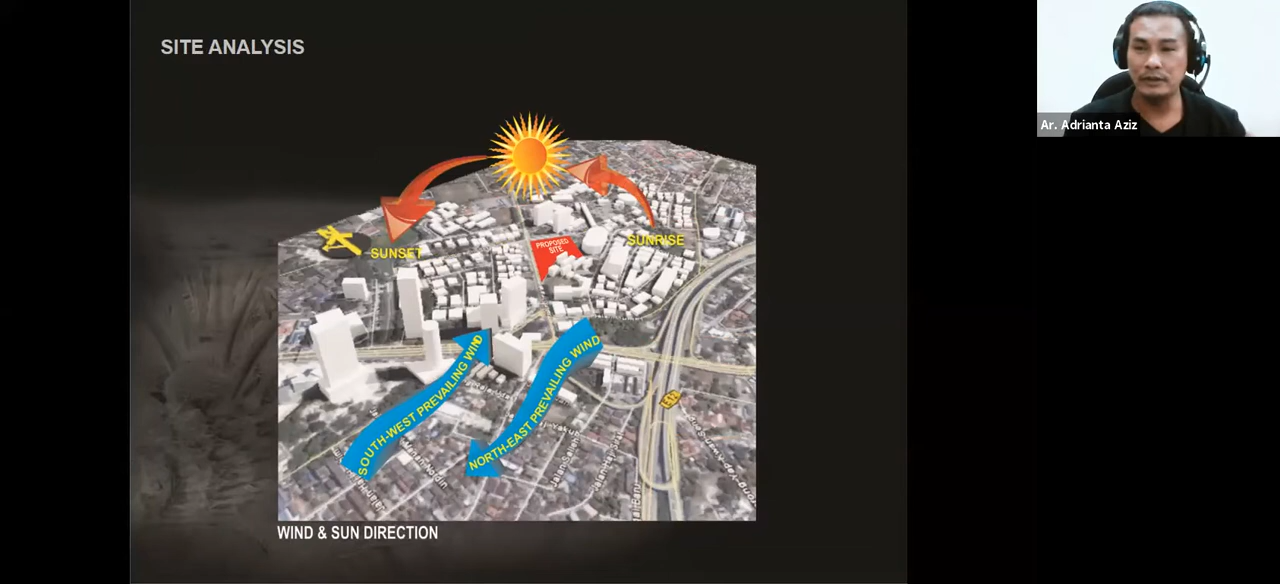 SITE ANALYSIS
Ar. Adrianta Aziz
PROPOSED
SITE
SUNRISE
SUNSET
SOUTH-WEST PREVAILING WIND
NORTH-EAST PREVAILING WIND
WIND & SUN DIRECTION